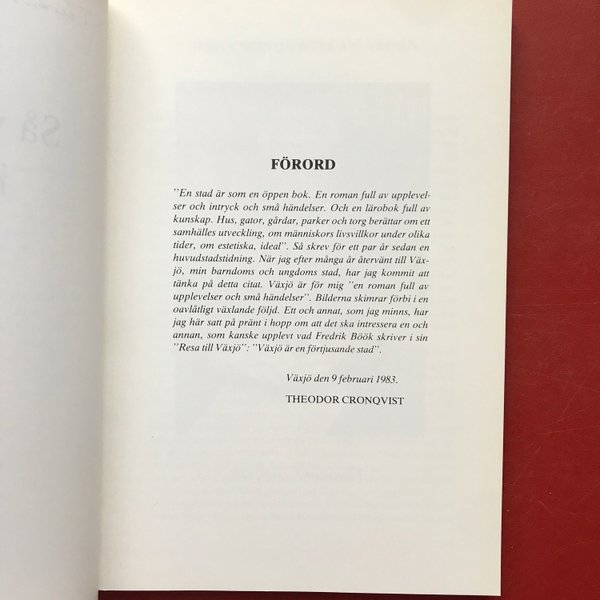 Så
FÖRORD
"En stad är som en öppen bok. En roman full av upplevel-
ser och intryck och små händelser. Och en lärobok full av
kunskap. Hus, gator, gårdar, parker och torg berättar om ett
samhälles utveckling, om människors livsvillkor under olika
tider, om estetiska, ideal". Så skrev för ett par år sedan en
huvudstadstidning. När jag efter många år återvänt till Väx-
jö, min barndoms och ungdoms stad, har jag kommit att
tänka på detta citat. Växjö är för mig "en roman full av
upplevelser och små händelser". Bilderna skimrar förbi i en
oavlåtligt växlande följd. Ett och annat, som jag minns, har
jag här satt på pränt i hopp om att det ska intressera en och
annan, som kanske upplevt vad Fredrik Böök skriver i sin
"Resa till Växjö": "Växjö är en förtjusande stad".
Växjö den 9 februari 1983.
THEODOR CRONQVIST